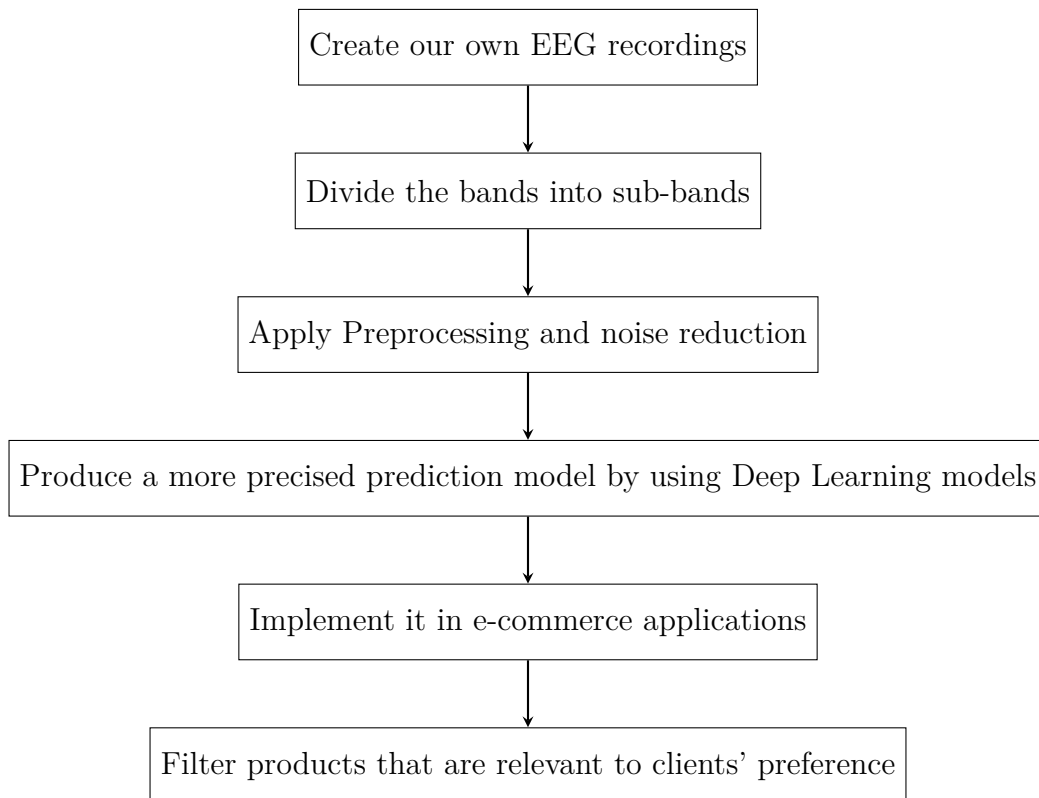 Create our own EEG recordings
Divide the bands into sub-bands
Apply Preprocessing and noise reduction
Produce a more precised prediction model by using Deep Learning models
Implement it in e-commerce applications
Filter products that are relevant to clients’ preference